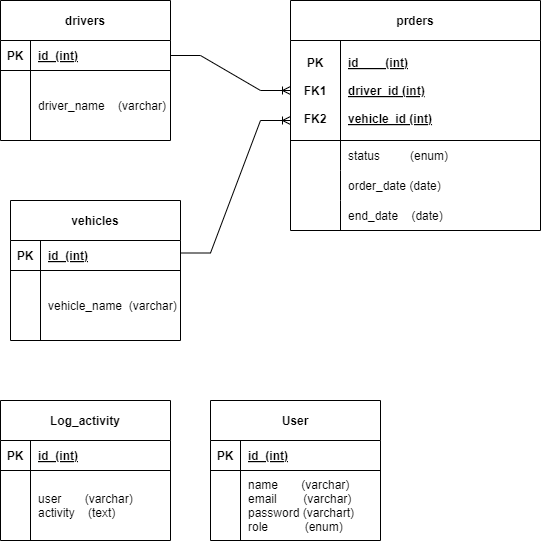 drivers
PK id (int)
driver_name (varchar)
prders
PK id (int)
FK1 driver_id (int)
FK2 vehicle_id (int)
status (enum)
order_date (date)
end_date (date)
vehicles
PK id (int)
vehicle_name (varchar)
Log_activity
PK id (int)
user (varchar)
activity (text)
User
PK id (int)
name (varchar)
email (varchar)
password (varchart)
role (enum)